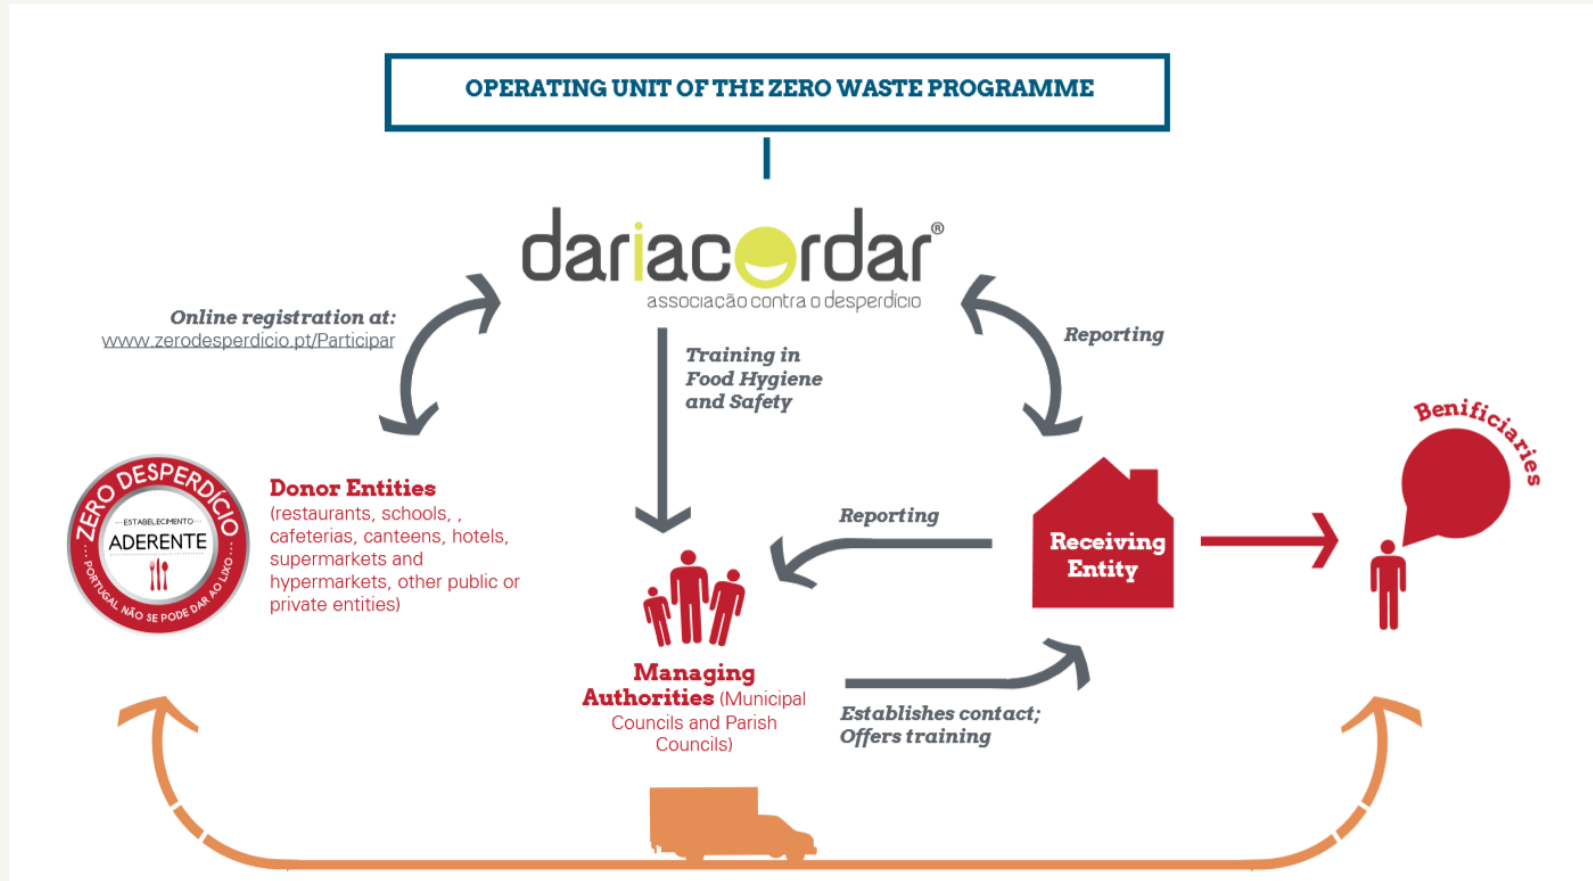 OPERATING UNIT OF THE ZERO WASTE PROGRAMME
dariacordar®
associação contra o desperdício
Online registration at:
www.zerodesperdicio.pt/Participar
Training in
Food Hygiene
and Safety
Reporting
Benificiaries
ZERO DESPERDÍCIO
ESTABELECIMENTO
ADERENTE
PORTUGAL NÃO SE PODE DAR AO LIXO
Donor Entities
(restaurants, schools, ,
cafeterias, canteens, hotels,
supermarkets and
hypermarkets, other public or
private entities)
Reporting
Receiving
Entity
Managing
Authorities (Municipal
Councils and Parish
Councils)
Establishes contact;
Offers training